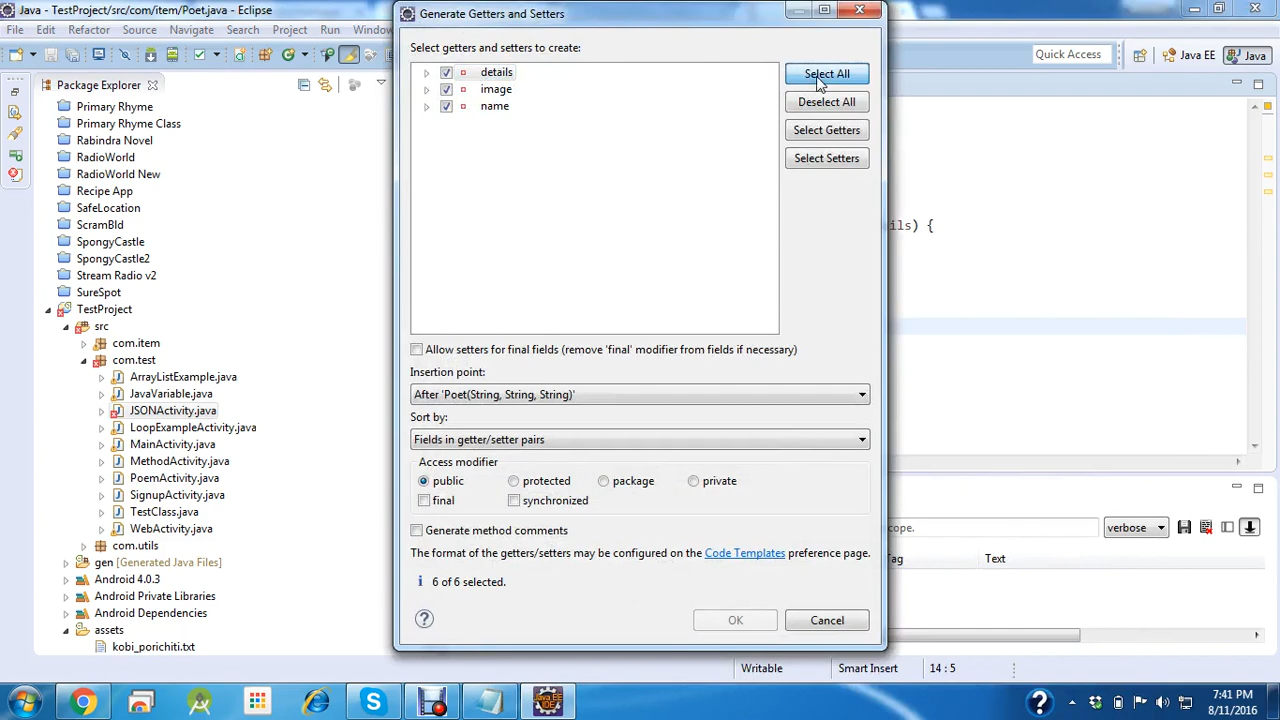 Java - TestProject/src/com/item/Poet.java - Eclipse
File Edit Refactor Source Navigate Search Project Run Window
Quick Access
Java EE
Java
Package Explorer
Primary Rhyme
Primary Rhyme Class
Rabindra Novel
RadioWorld
RadioWorld New
Recipe App
SafeLocation
ScramBld
SpongyCastle
SpongyCastle2
Stream Radio v2
SureSpot
TestProject
src
com.item
com.test
ArrayListExample.java
JavaVariable.java
JSONActivity.java
LoopExampleActivity.java
MainActivity.java
MethodActivity.java
PoemActivity.java
SignupActivity.java
TestClass.java
WebActivity.java
com.utils
gen [Generated Java Files]
Android 4.0.3
Android Private Libraries
Android Dependencies
assets
kobi_porichiti.txt
Generate Getters and Setters
Select getters and setters to create:
details
image
name
Select All
Deselect All
Select Getters
Select Setters
Allow setters for final fields (remove 'final' modifier from fields if necessary)
Insertion point:
After 'Poet(String, String, String)'
Sort by:
Fields in getter/setter pairs
Access modifier
public protected package private
final synchronized
Generate method comments
The format of the getters/setters may be configured on the Code Templates preference page.
6 of 6 selected.
OK
Cancel
ils) {
cope.
verbose
Text
Writable
Smart Insert
14 : 5
7:41 PM
8/11/2016